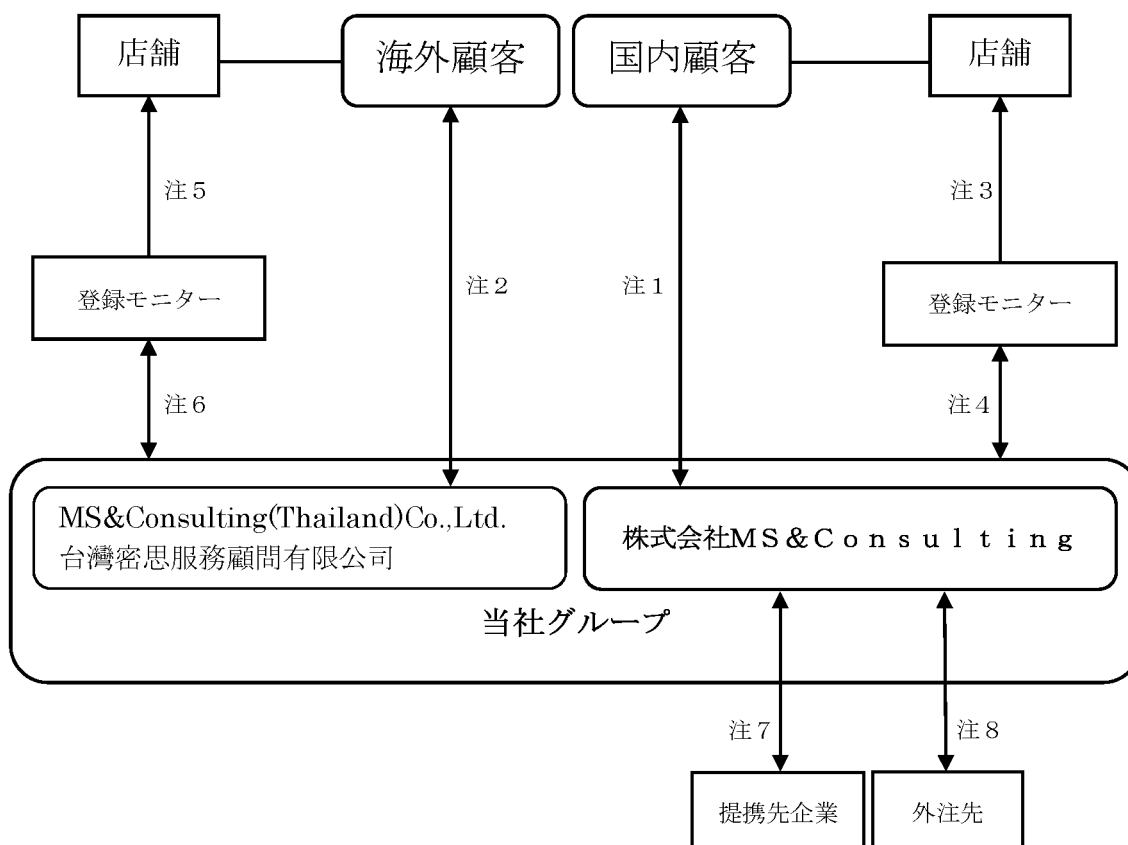 店舗
海外顧客
国内顧客
店舗
注５
注３
注２
注１
登録モニター
登録モニター
注６
注４
MS&Consulting(Thailand)Co.,Ltd.
台灣密思服務顧問有限公司
株式会社ＭＳ＆Ｃｏｎｓｕｌｔｉｎｇ
当社グループ
注７
注８
提携先企業
外注先